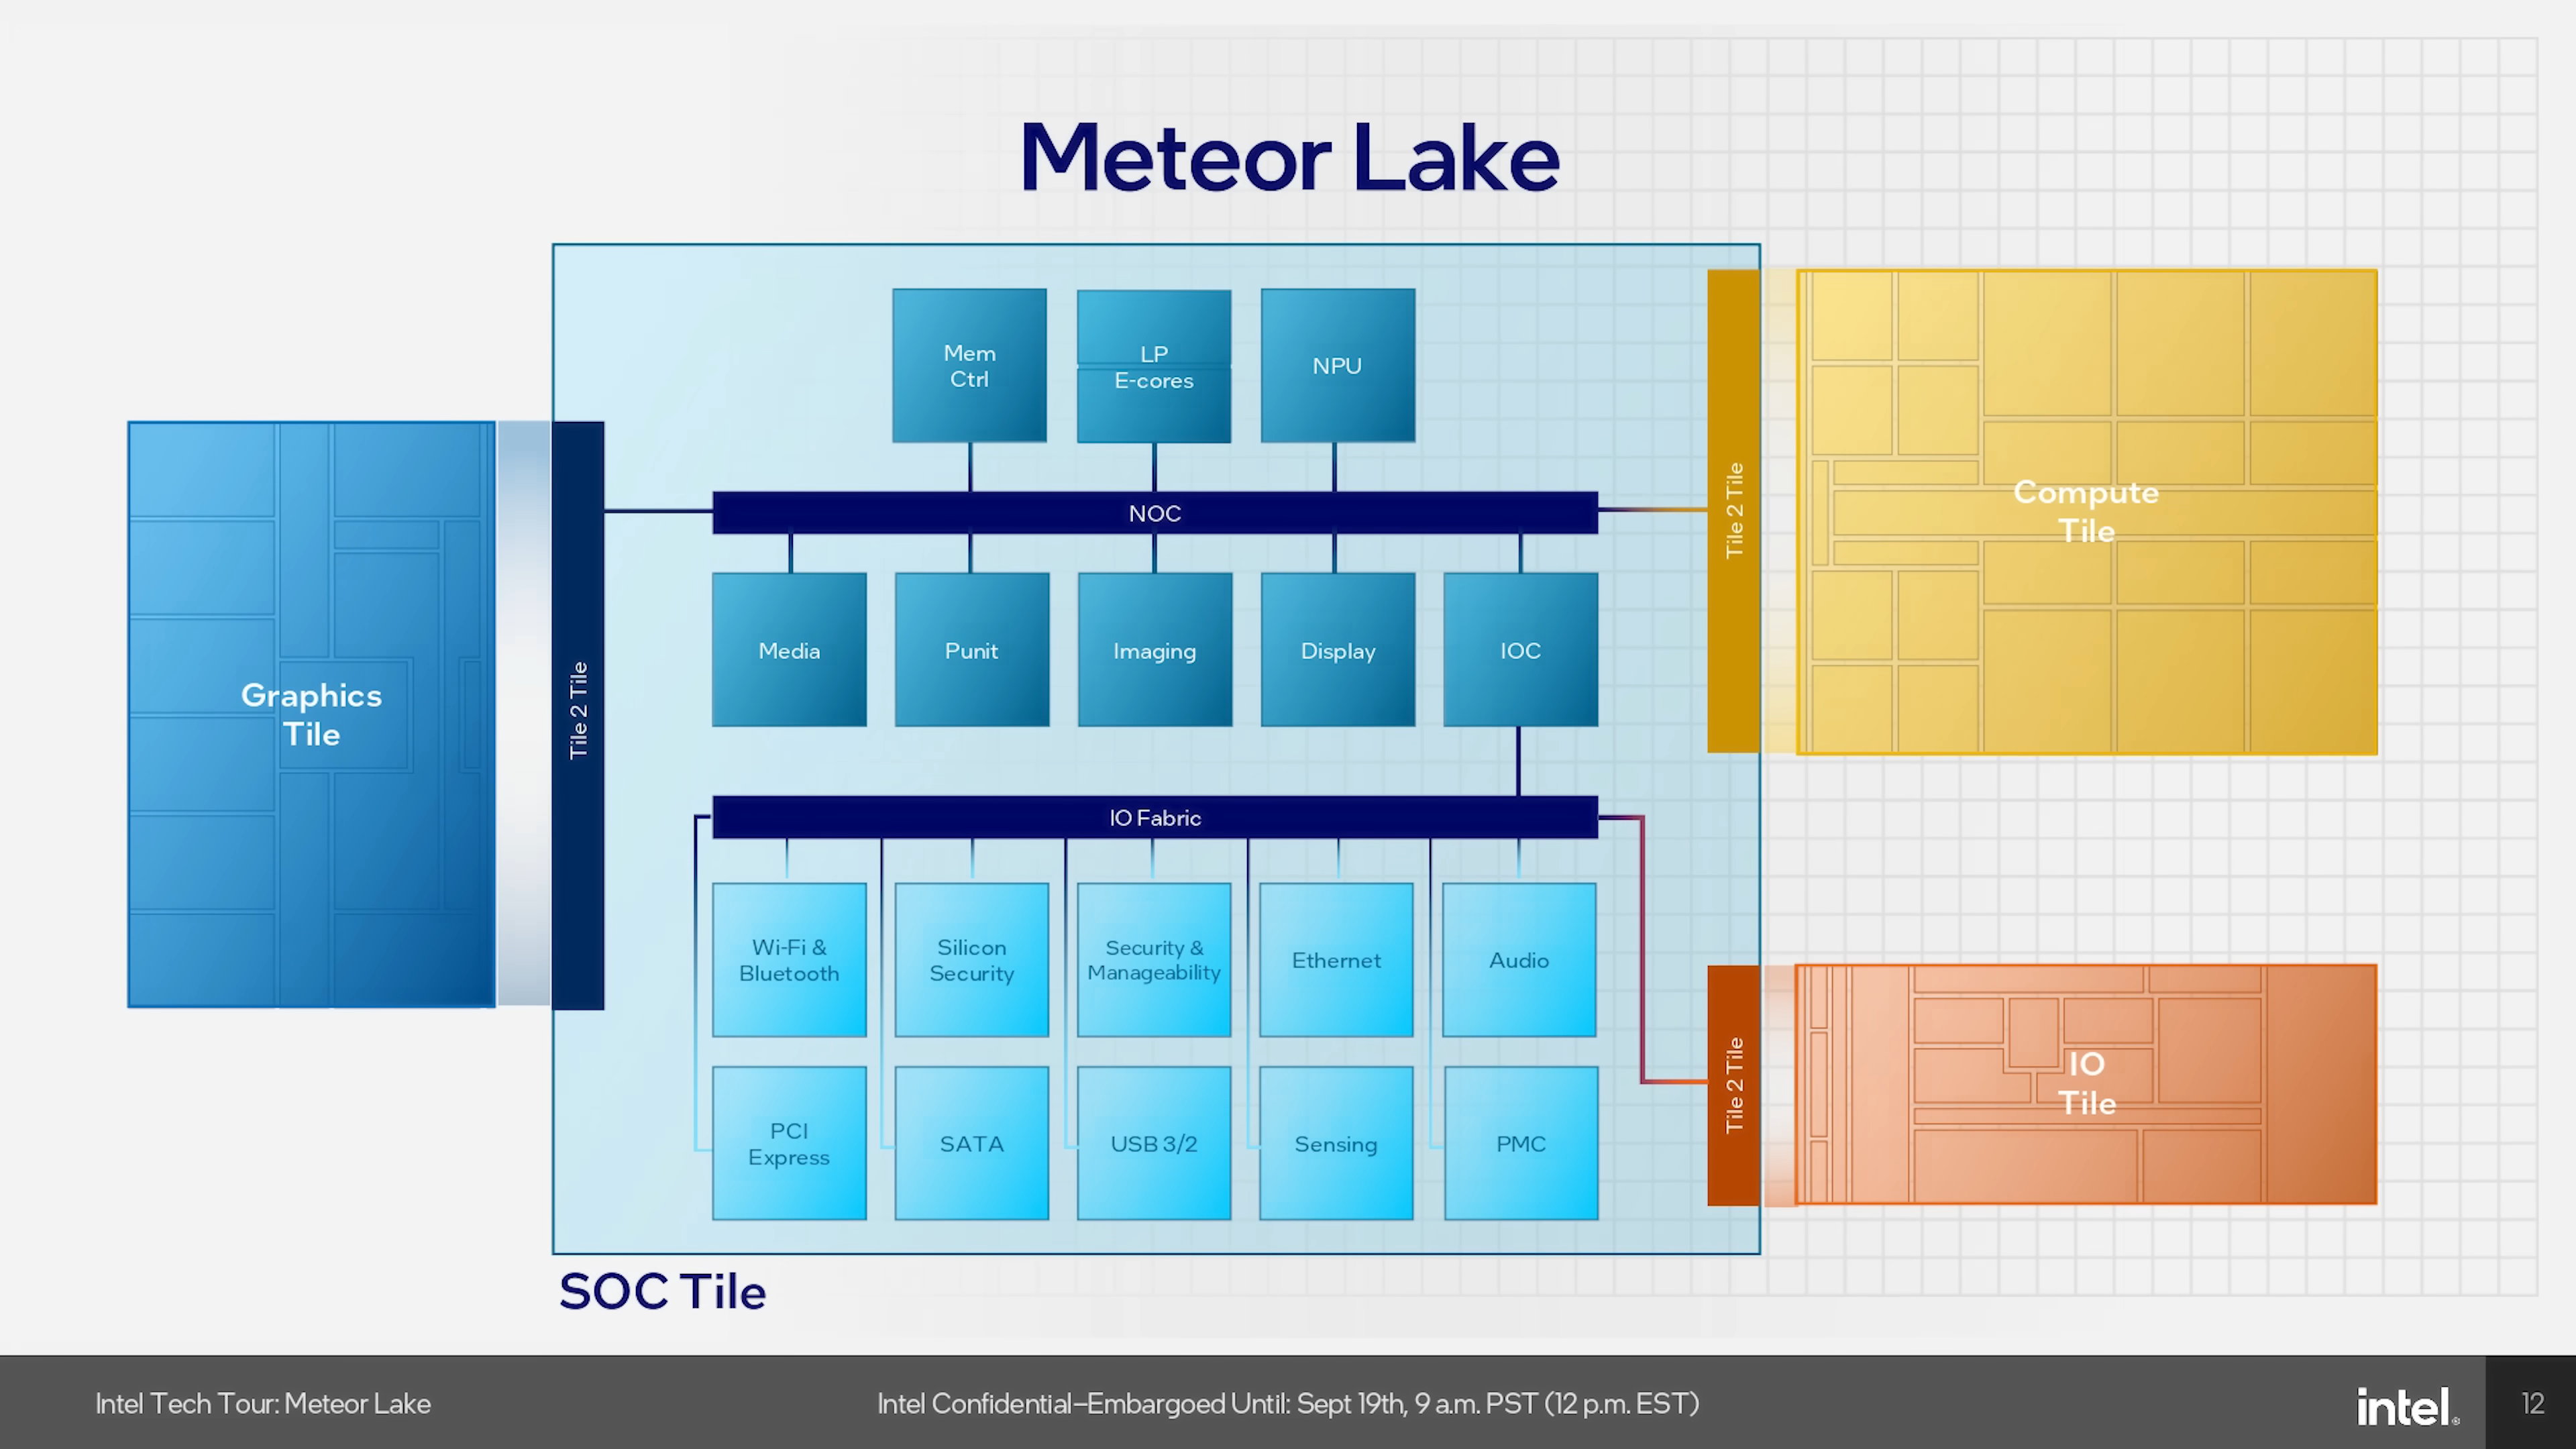 Meteor Lake
Mem
Ctrl
LP
E-cores
NPU
NOC
Tile 2 Tile
Compute
Tile
Graphics
Tile
Tile 2 Tile
Media
Punit
Imaging
Display
IOC
IO Fabric
Wi-Fi &
Bluetooth
Silicon
Security
Security &
Manageability
Ethernet
Audio
PCI
Express
SATA
USB 3/2
Sensing
PMC
Tile 2 Tile
IO
Tile
SOC Tile
Intel Tech Tour: Meteor Lake
Intel Confidential–Embargoed Until: Sept 19th, 9 a.m. PST (12 p.m. EST)
intel®
12